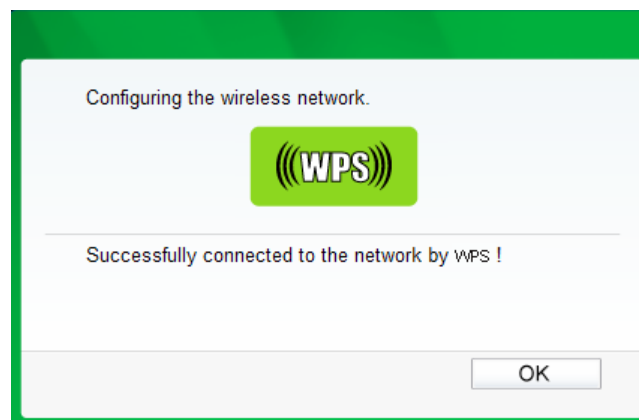 Configuring the wireless network.
(((WPS)))
Successfully connected to the network by WPS !
OK